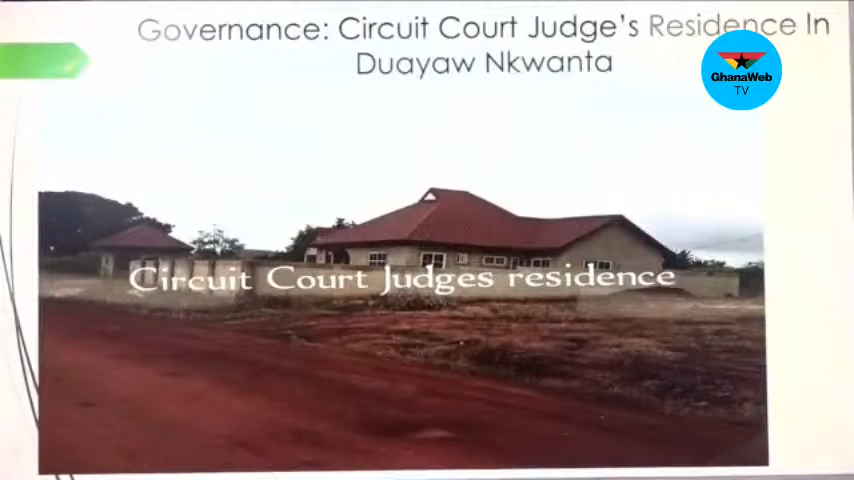 Governance: Circuit Court Judge's Residence In
Duayaw Nkwanta
GhanaWeb
TV
Circuit Court Judges residence